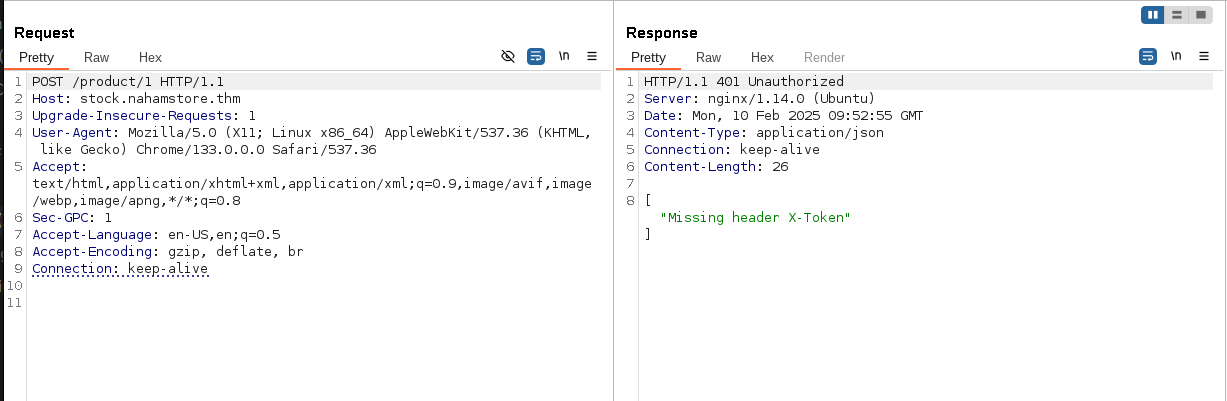 Request
Pretty Raw Hex \n
1 POST /product/1 HTTP/1.1
2 Host: stock.nahamstore.thm
3 Upgrade-Insecure-Requests: 1
4 User-Agent: Mozilla/5.0 (X11; Linux x86_64) AppleWebKit/537.36 (KHTML,
like Gecko) Chrome/133.0.0.0 Safari/537.36
5 Accept:
text/html,application/xhtml+xml,application/xml;q=0.9,image/avif,image
/webp,image/apng,*/*;q=0.8
6 Sec-GPC: 1
7 Accept-Language: en-US,en;q=0.5
8 Accept-Encoding: gzip, deflate, br
9 Connection: keep-alive
10
11
Response
Pretty Raw Hex Render \n
1 HTTP/1.1 401 Unauthorized
2 Server: nginx/1.14.0 (Ubuntu)
3 Date: Mon, 10 Feb 2025 09:52:55 GMT
4 Content-Type: application/json
5 Connection: keep-alive
6 Content-Length: 26
7
8 [
"Missing header X-Token"
]